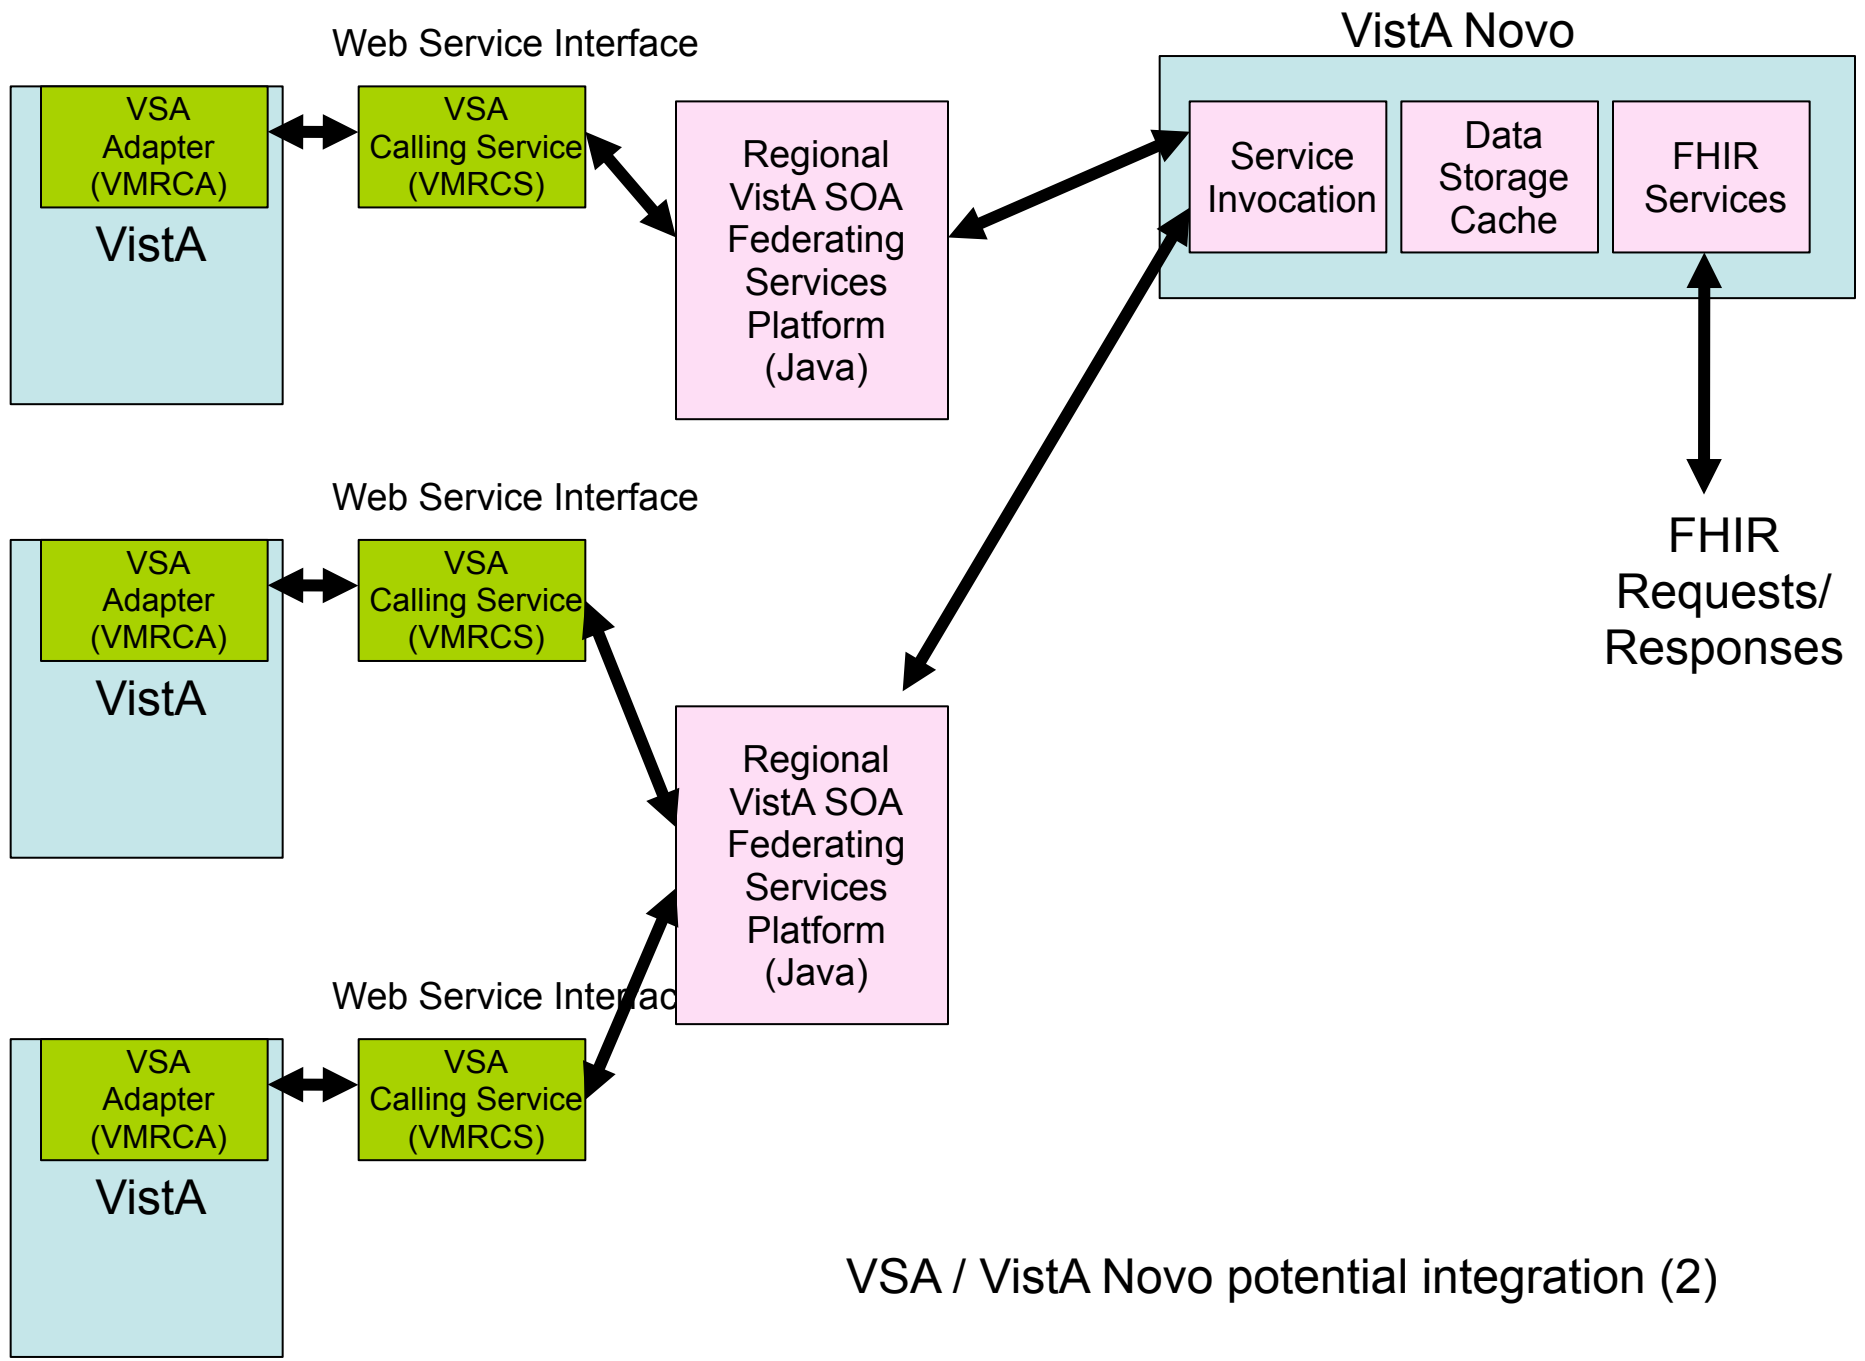 VistA Novo
Web Service Interface
VSA
Adapter
(VMRCA)
VistA
VSA
Calling Service
(VMRCS)
Regional
VistA SOA
Federating
Services
Platform
(Java)
Service
Invocation
Data
Storage
Cache
FHIR
Services
FHIR
Requests/
Responses
Web Service Interface
VSA
Adapter
(VMRCA)
VistA
VSA
Calling Service
(VMRCS)
Regional
VistA SOA
Federating
Services
Platform
(Java)
Web Service Interfac
VSA
Adapter
(VMRCA)
VistA
VSA
Calling Service
(VMRCS)
VSA / VistA Novo potential integration (2)